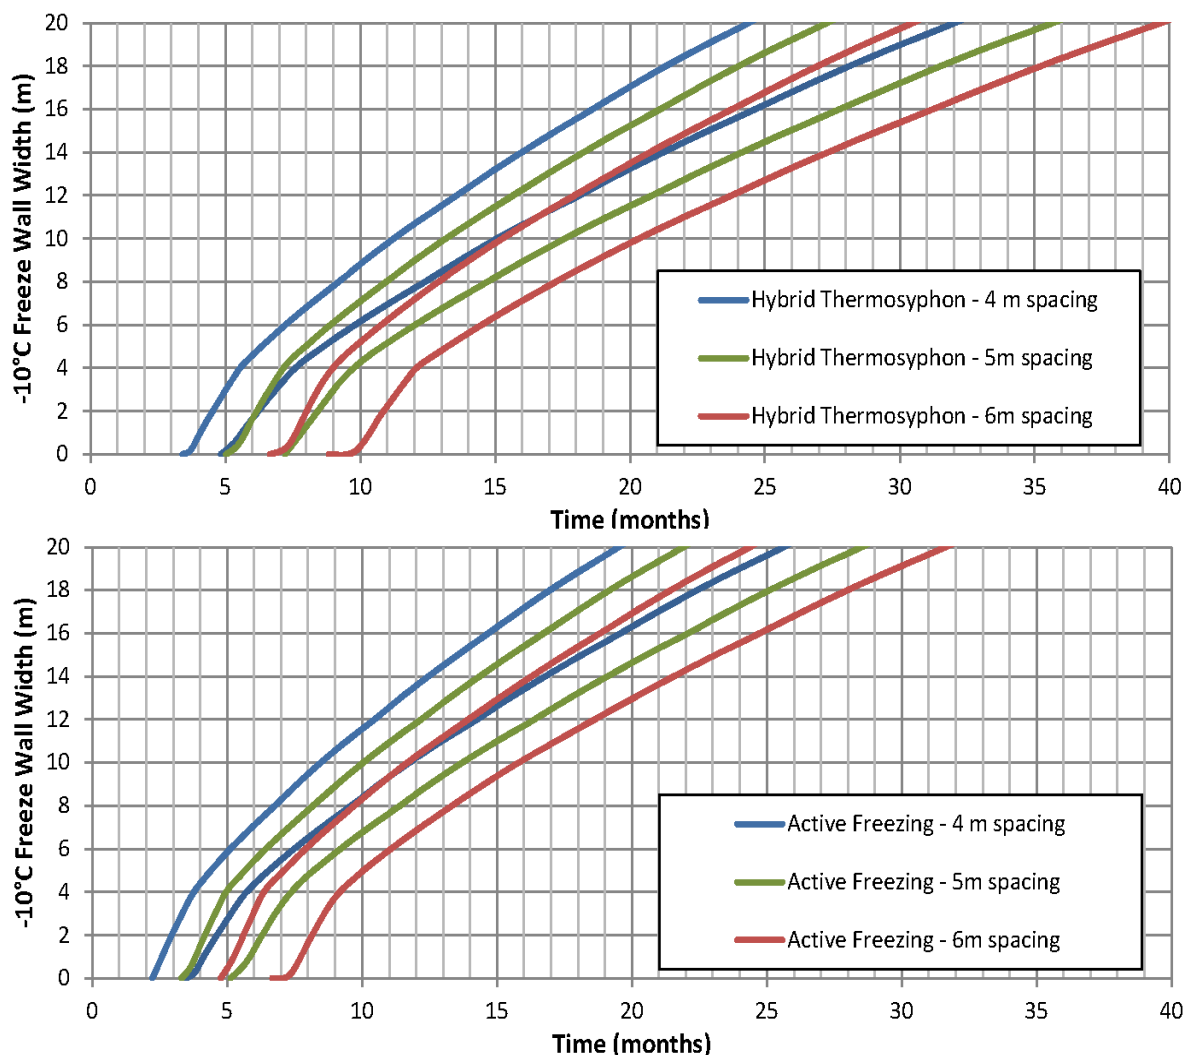 -10°C Freeze Wall Width (m)
20
18
16
14
12
10
8
6
4
2
0
Hybrid Thermosyphon - 4 m spacing
Hybrid Thermosyphon - 5m spacing
Hybrid Thermosyphon - 6m spacing
0 5 10 15 20 25 30 35 40
Time (months)
-10°C Freeze Wall Width (m)
20
18
16
14
12
10
8
6
4
2
0
Active Freezing - 4 m spacing
Active Freezing - 5m spacing
Active Freezing - 6m spacing
0 5 10 15 20 25 30 35 40
Time (months)